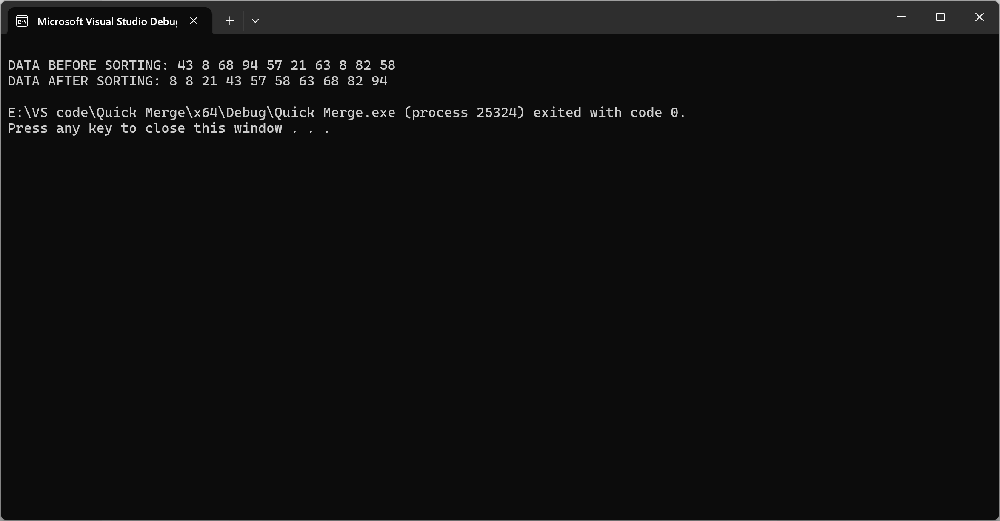 Microsoft Visual Studio Debug
DATA BEFORE SORTING: 43 8 68 94 57 21 63 8 82 58
DATA AFTER SORTING: 8 8 21 43 57 58 63 68 82 94
E:\VS code\Quick Merge\x64\Debug\Quick Merge.exe (process 25324) exited with code 0.
Press any key to close this window . . .